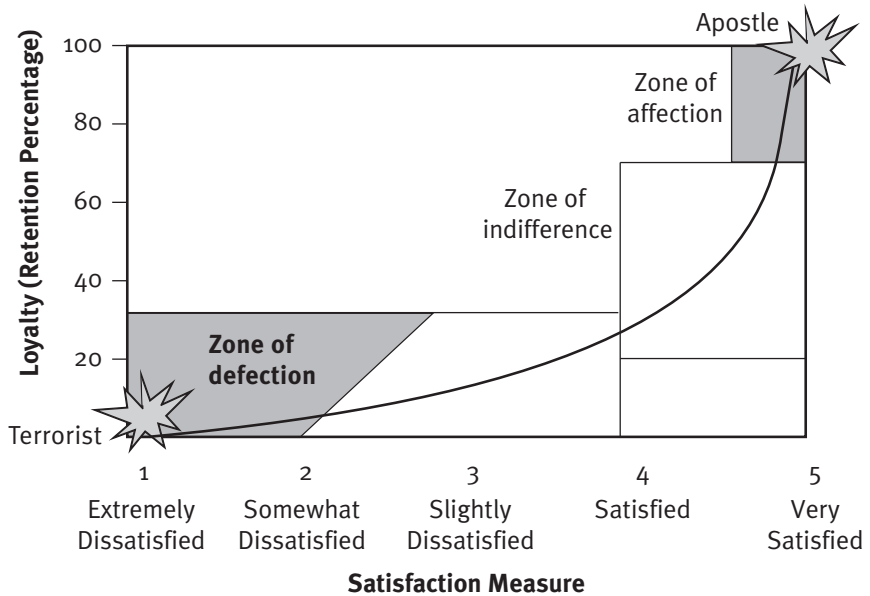 Apostle
Loyalty (Retention Percentage)
100
80
60
40
20
Zone of
affection
Zone of
indifference
Zone of
defection
Terrorist
1
2
3
4
5
Extremely
Dissatisfied
Somewhat
Dissatisfied
Slightly
Dissatisfied
Satisfied
Very
Satisfied
Satisfaction Measure